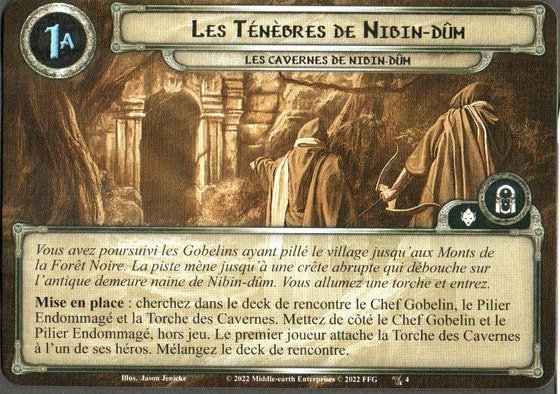 1A
Les Ténèbres de Nibin-dûm
Les cavernes de Nibin-dûm
Vous avez poursuivi les Gobelins ayant pillé le village jusqu'aux Monts de
la Forêt Noire. La piste mène jusqu'à une crête abrupte qui débouche sur
l'antique demeure naine de Nibin-dûm. Vous allumez une torche et entrez.
Mise en place : cherchez dans le deck de rencontre le Chef Gobelin, le Pilier
Endommagé et la Torche des Cavernes. Mettez de côté le Chef Gobelin et le
Pilier Endommagé, hors jeu. Le premier joueur attache la Torche des Cavernes
à l'un de ses héros. Mélangez le deck de rencontre.
Illus. Jason Jenicke © 2022 Middle-earth Enterprises © 2022 FFG 4